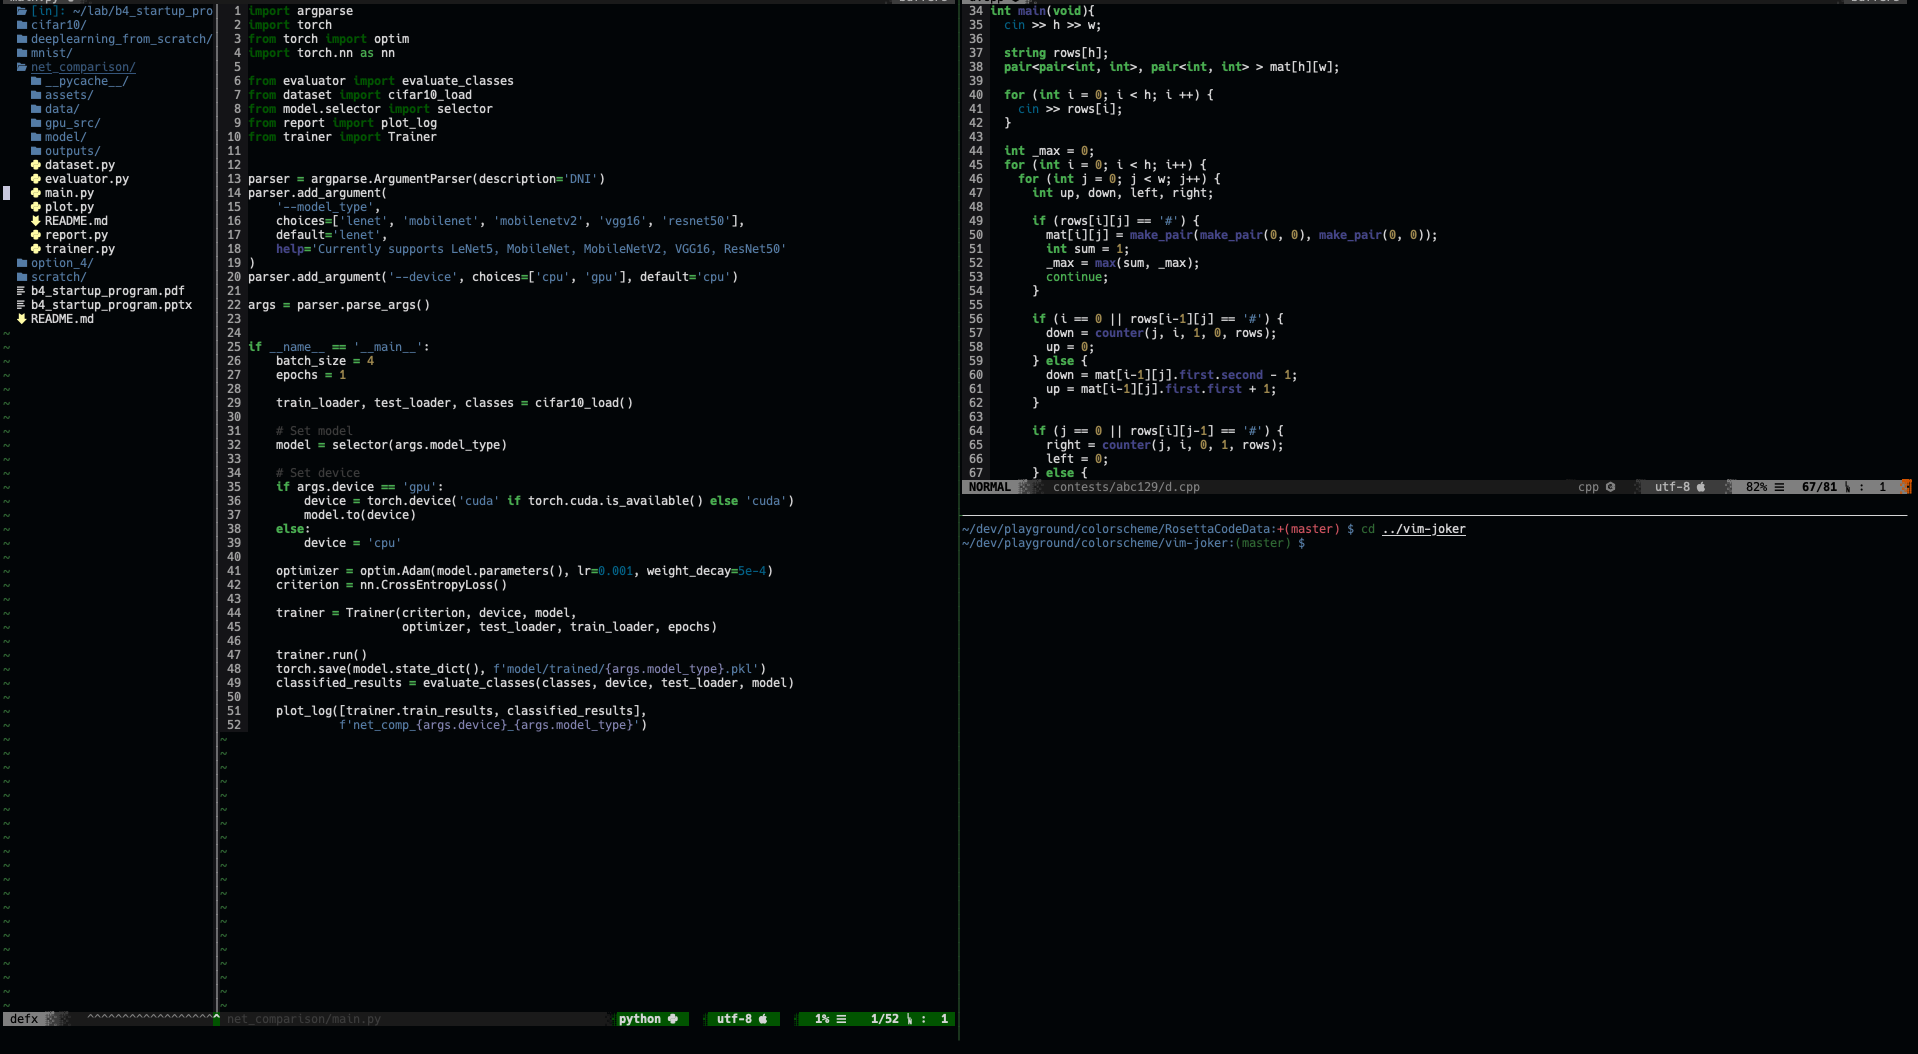 [in]: ~/lab/b4_startup_pro
cifar10/
deeplearning_from_scratch/
mnist/
net_comparison/
__pycache__/
assets/
data/
gpu_src/
model/
outputs/
dataset.py
evaluator.py
main.py
plot.py
README.md
report.py
trainer.py
option_4/
scratch/
b4_startup_program.pdf
b4_startup_program.pptx
README.md
defx ^^^^^^^^^^^^^^^^^^^
1 import argparse
2 import torch
3 from torch import optim
4 import torch.nn as nn
5
6 from evaluator import evaluate_classes
7 from dataset import cifar10_load
8 from model.selector import selector
9 from report import plot_log
10 from trainer import Trainer
11
12
13 parser = argparse.ArgumentParser(description='DNI')
14 parser.add_argument(
15     '--model_type',
16     choices=['lenet', 'mobilenet', 'mobilenetv2', 'vgg16', 'resnet50'],
17     default='lenet',
18     help='Currently supports LeNet5, MobileNet, MobileNetV2, VGG16, ResNet50'
19 )
20 parser.add_argument('--device', choices=['cpu', 'gpu'], default='cpu')
21
22 args = parser.parse_args()
23
24
25 if __name__ == '__main__':
26     batch_size = 4
27     epochs = 1
28
29     train_loader, test_loader, classes = cifar10_load()
30
31     # Set model
32     model = selector(args.model_type)
33
34     # Set device
35     if args.device == 'gpu':
36         device = torch.device('cuda' if torch.cuda.is_available() else 'cuda')
37         model.to(device)
38     else:
39         device = 'cpu'
40
41     optimizer = optim.Adam(model.parameters(), lr=0.001, weight_decay=5e-4)
42     criterion = nn.CrossEntropyLoss()
43
44     trainer = Trainer(criterion, device, model,
45                       optimizer, test_loader, train_loader, epochs)
46
47     trainer.run()
48     torch.save(model.state_dict(), f'model/trained/{args.model_type}.pkl')
49     classified_results = evaluate_classes(classes, device, test_loader, model)
50
51     plot_log([trainer.train_results, classified_results],
52              f'net_comp_{args.device}_{args.model_type}')
net_comparison/main.py python utf-8 1% 1/52 : 1
34 int main(void){
35   cin >> h >> w;
36
37   string rows[h];
38   pair<pair<int, int>, pair<int, int> > mat[h][w];
39
40   for (int i = 0; i < h; i ++) {
41     cin >> rows[i];
42   }
43
44   int _max = 0;
45   for (int i = 0; i < h; i++) {
46     for (int j = 0; j < w; j++) {
47       int up, down, left, right;
48
49       if (rows[i][j] == '#') {
50         mat[i][j] = make_pair(make_pair(0, 0), make_pair(0, 0));
51         int sum = 1;
52         _max = max(sum, _max);
53         continue;
54       }
55
56       if (i == 0 || rows[i-1][j] == '#') {
57         down = counter(j, i, 1, 0, rows);
58         up = 0;
59       } else {
60         down = mat[i-1][j].first.second - 1;
61         up = mat[i-1][j].first.first + 1;
62       }
63
64       if (j == 0 || rows[i][j-1] == '#') {
65         right = counter(j, i, 0, 1, rows);
66         left = 0;
67       } else {
NORMAL contests/abc129/d.cpp cpp utf-8 82% 67/81 : 1
~/dev/playground/colorscheme/RosettaCodeData:+(master) $ cd ../vim-joker
~/dev/playground/colorscheme/vim-joker:(master) $